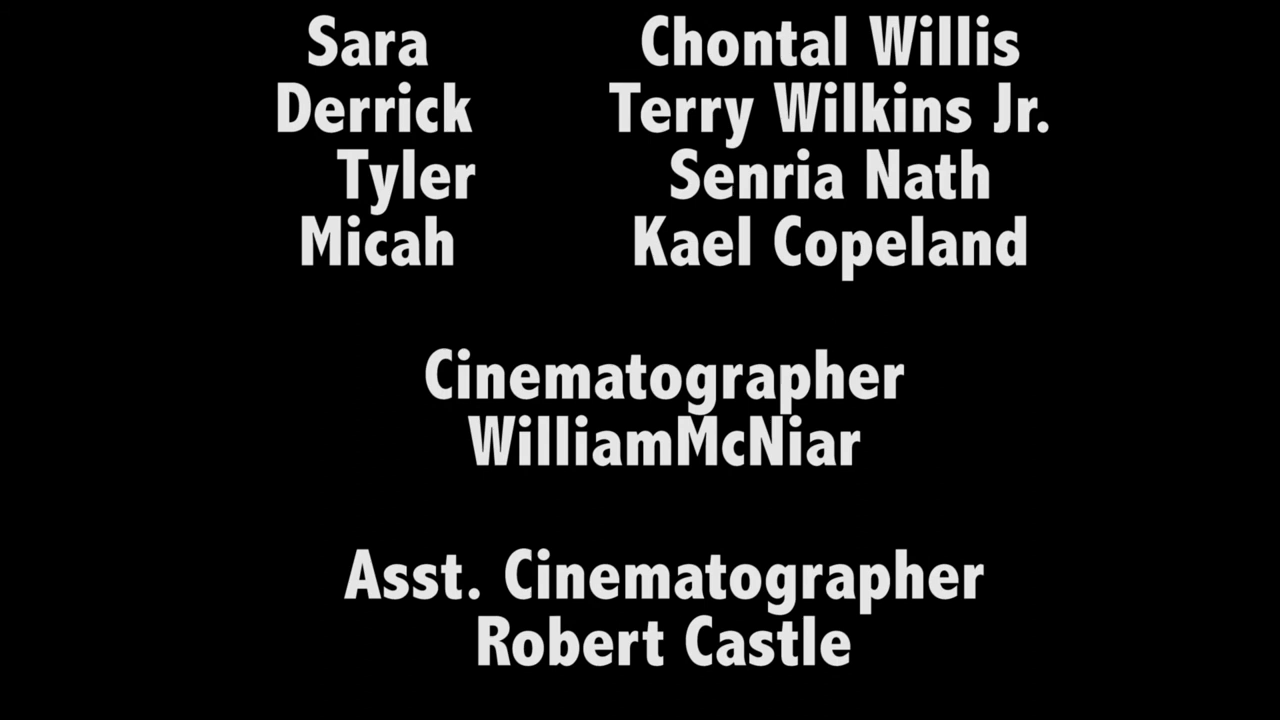 Sara Chontal Willis
Derrick Terry Wilkins Jr.
Tyler Senria Nath
Micah Kael Copeland
Cinematographer
WilliamMcNiar
Asst. Cinematographer
Robert Castle